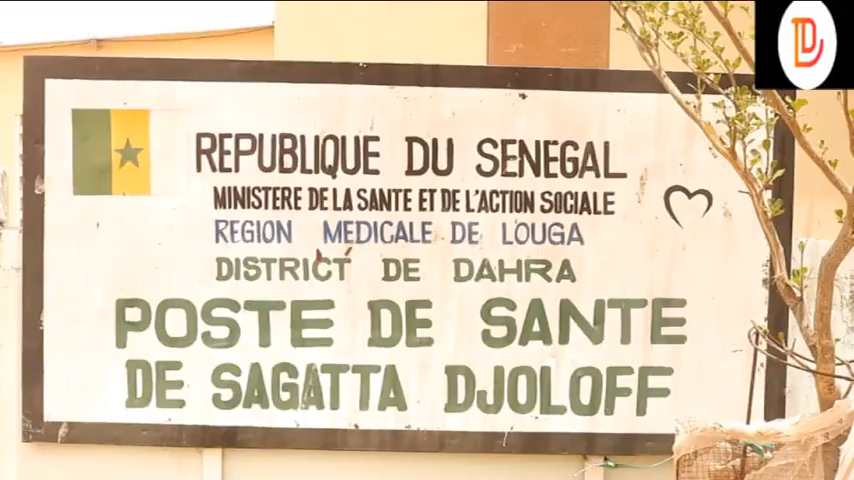 REPUBLIQUE DU SENEGAL
MINISTERE DE LA SANTE ET DE L'ACTION SOCIALE
REGION MEDICALE DE LOUGA
DISTRICT DE DAHRA
POSTE DE SANTE
DE SAGATTA DJOLOFF